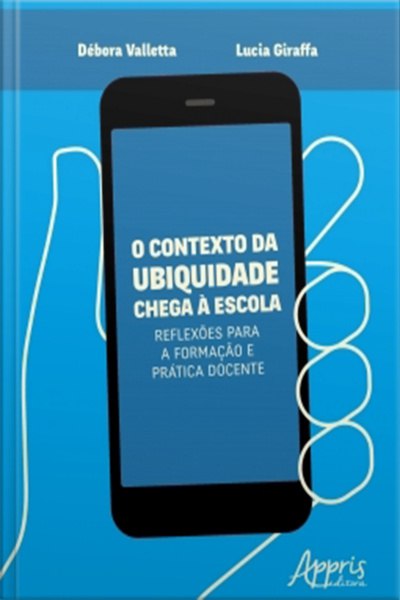 Débora Valletta Lucia Giraffa
O CONTEXTO DA
UBIQUIDADE
CHEGA À ESCOLA
REFLEXÕES PARA
A FORMAÇÃO E
PRÁTICA DOCENTE
Appris
editora